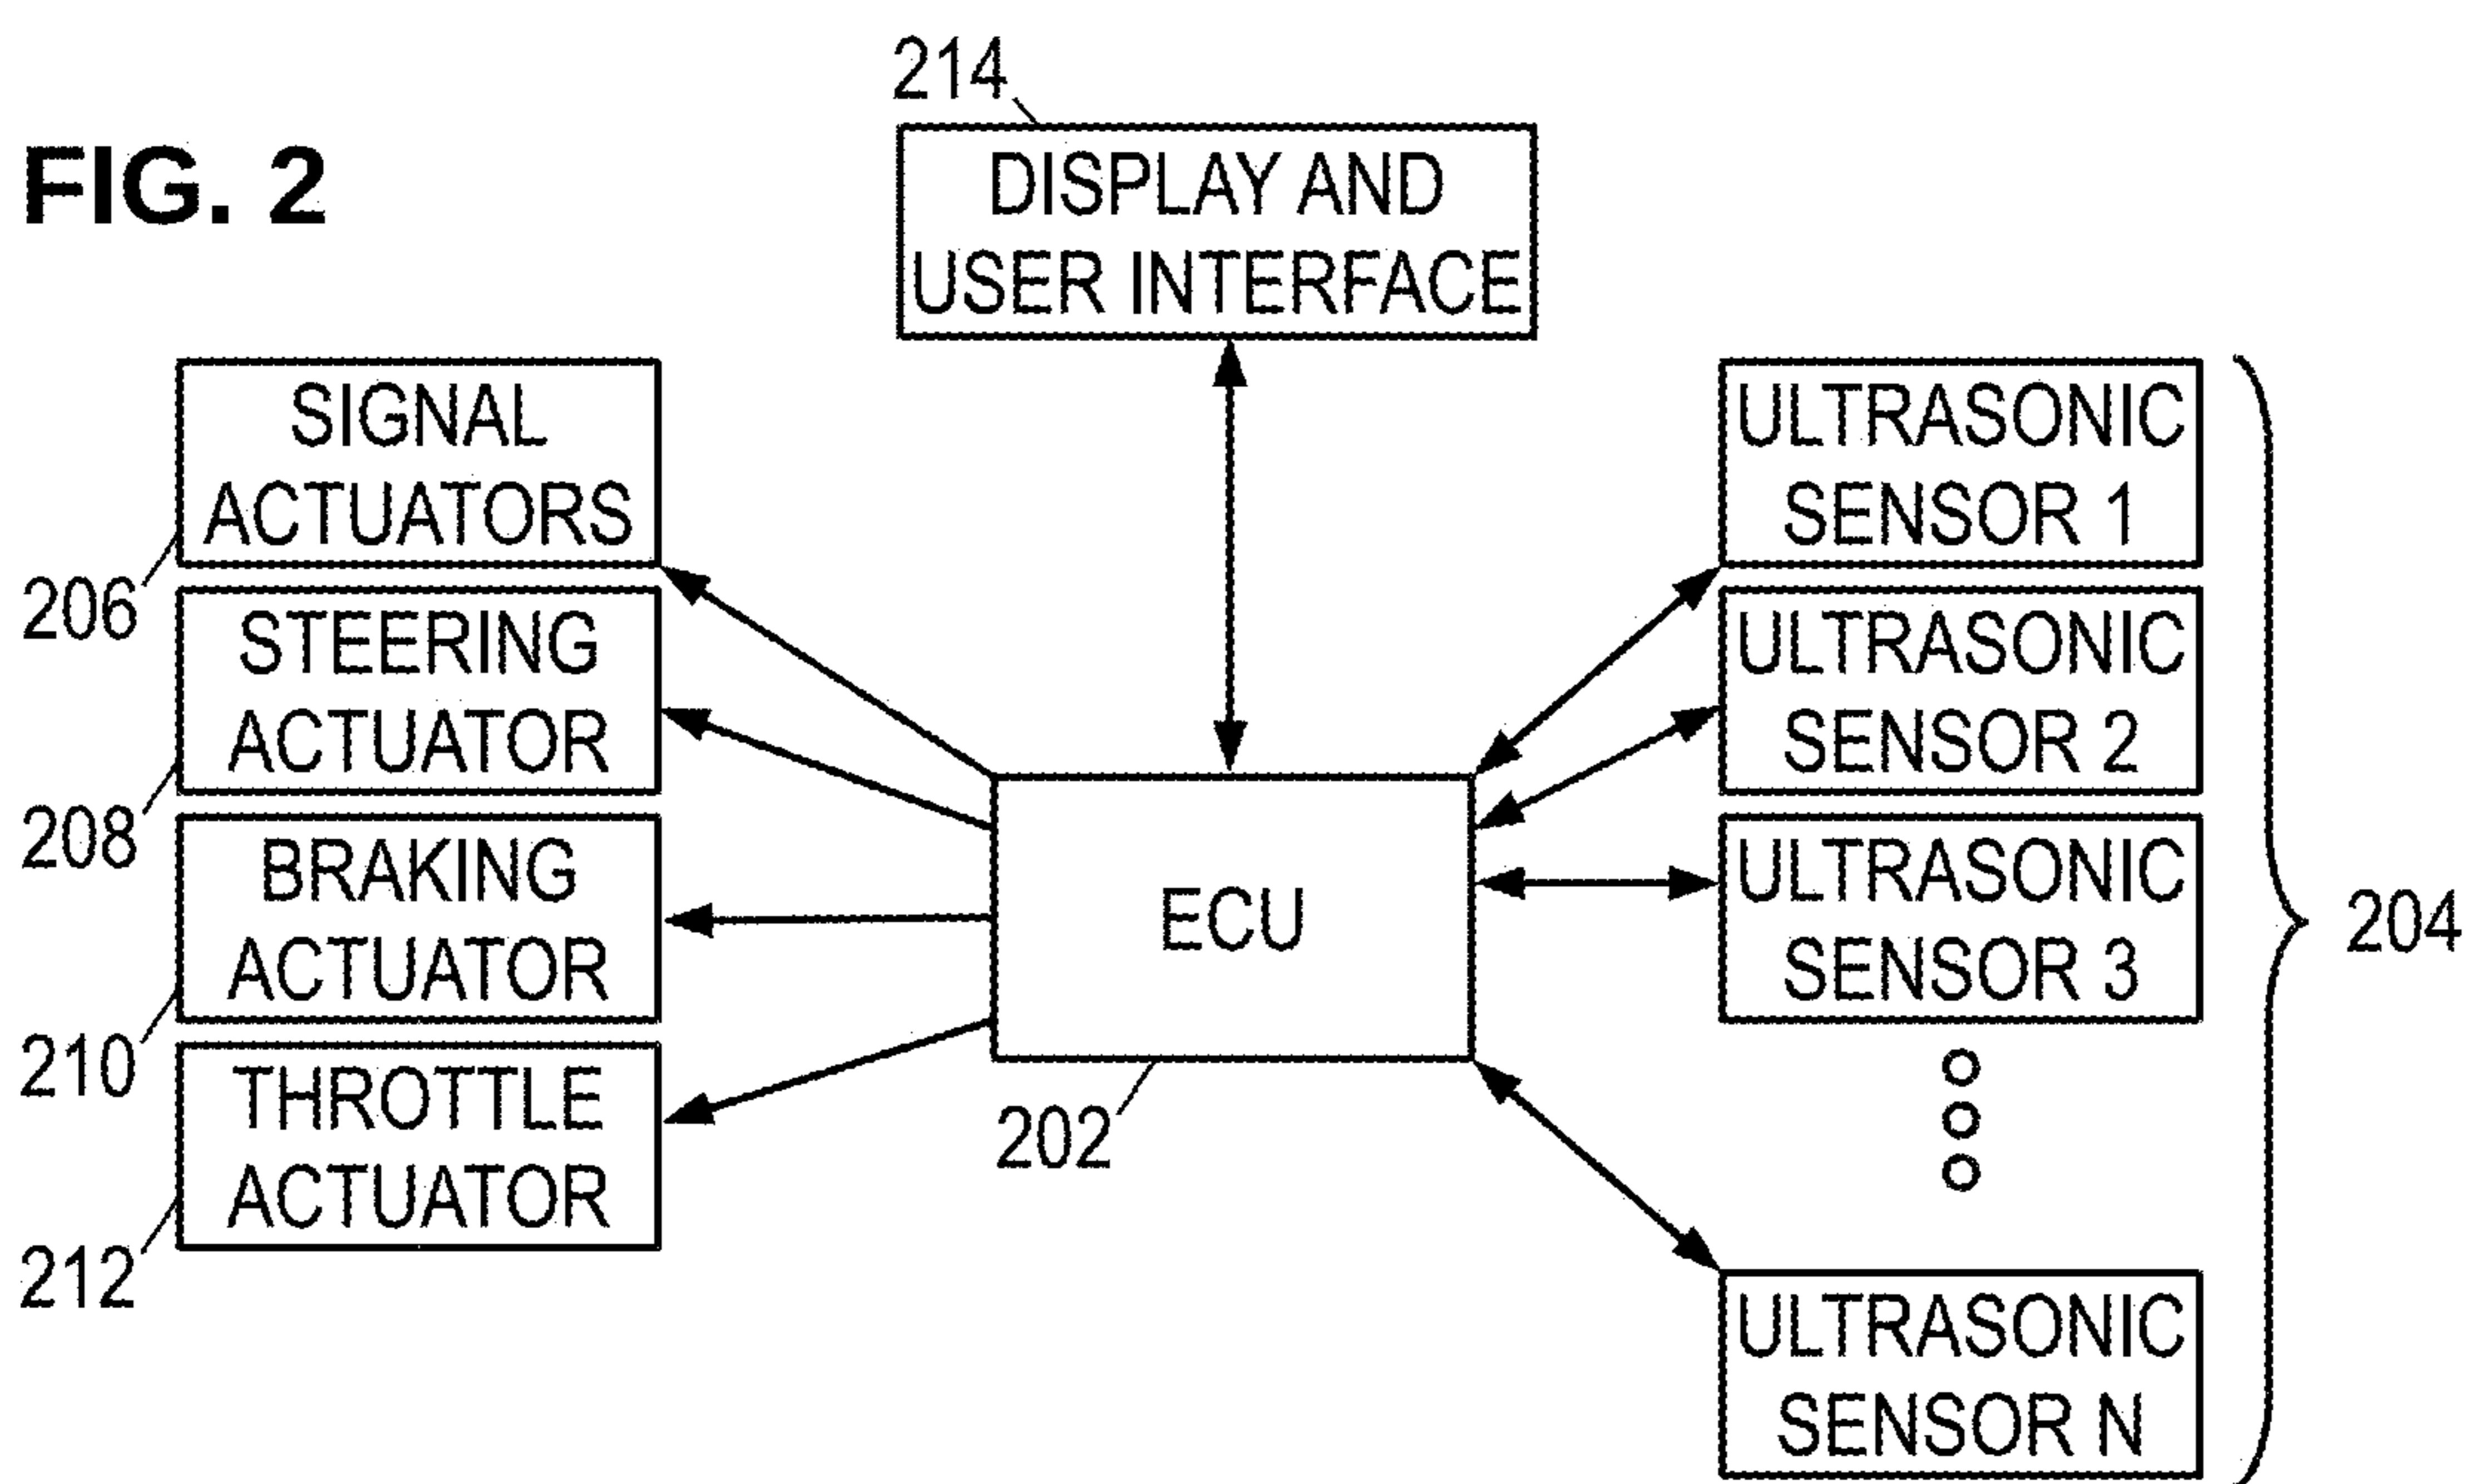 FIG. 2
214
DISPLAY AND
USER INTERFACE
SIGNAL
ACTUATORS
206
STEERING
ACTUATOR
208
BRAKING
ACTUATOR
210
THROTTLE
ACTUATOR
212
ECU
202
ULTRASONIC
SENSOR 1
ULTRASONIC
SENSOR 2
ULTRASONIC
SENSOR 3
ULTRASONIC
SENSOR N
204